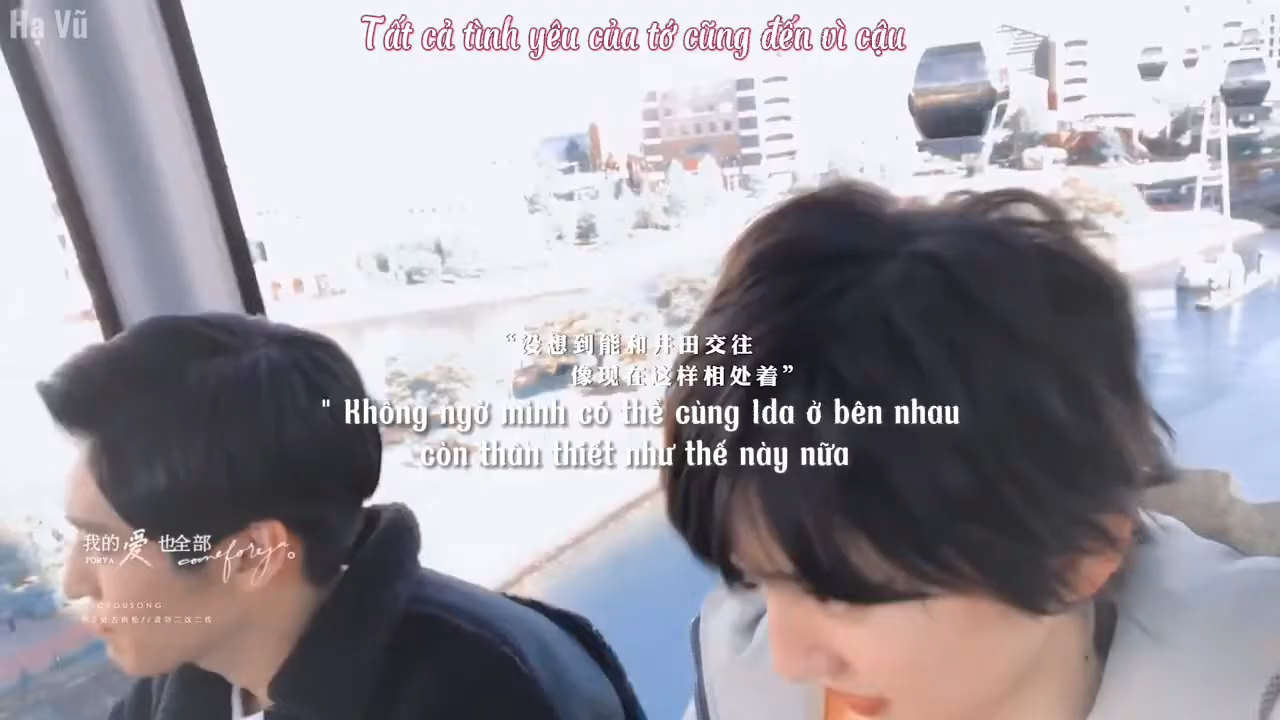 Hạ Vũ
Tất cả tình yêu của tớ cũng đến vì cậu
“没想到能和井田交往
像现在这样相处着”
" Không ngờ mình có thể cùng Ida ở bên nhau
còn thân thiết như thế này nữa
我的爱也全部
FORYA comeforya。